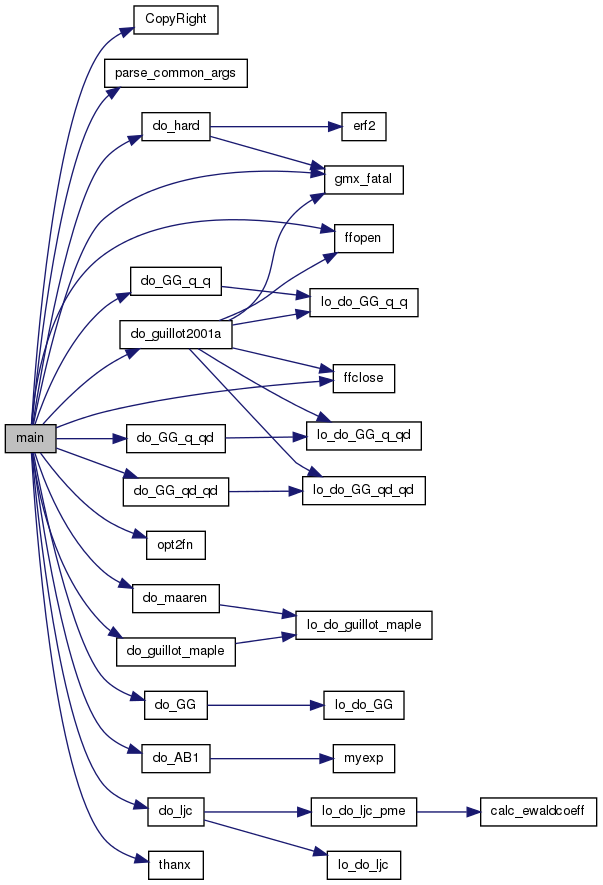 CopyRight
parse_common_args
do_hard
erf2
gmx_fatal
ffopen
do_GG_q_q
lo_do_GG_q_q
do_guillot2001a
ffclose
main
do_GG_q_qd
lo_do_GG_q_qd
do_GG_qd_qd
lo_do_GG_qd_qd
opt2fn
do_maaren
lo_do_guillot_maple
do_guillot_maple
do_GG
lo_do_GG
do_AB1
myexp
do_ljc
lo_do_ljc_pme
calc_ewaldcoeff
thanx
lo_do_ljc